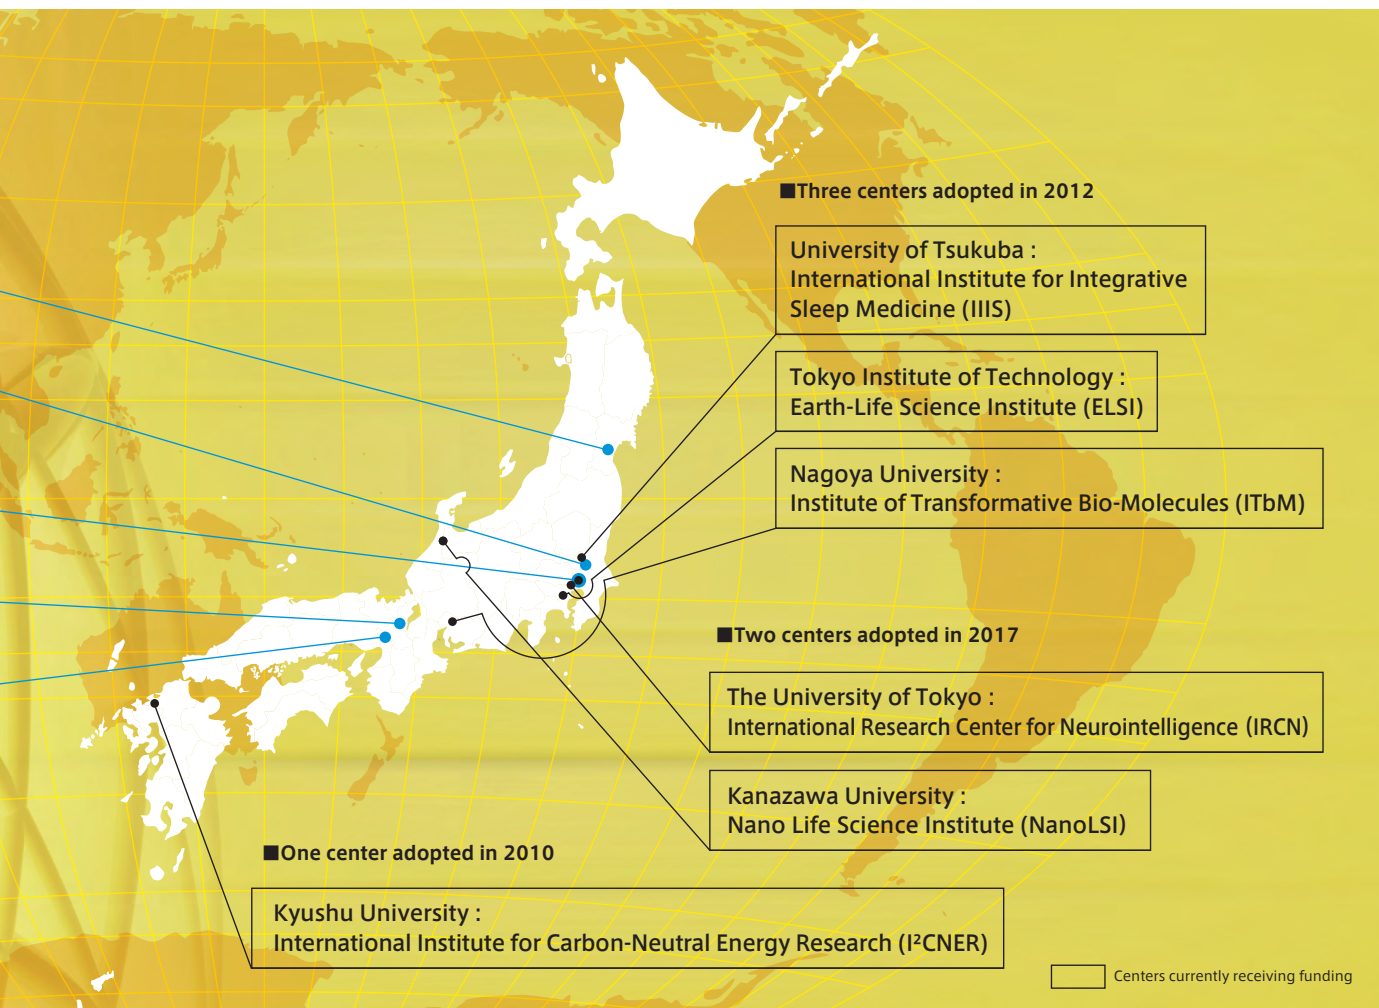 ■Three centers adopted in 2012
University of Tsukuba :
International Institute for Integrative
Sleep Medicine (IIIS)
Tokyo Institute of Technology :
Earth-Life Science Institute (ELSI)
Nagoya University :
Institute of Transformative Bio-Molecules (ITbM)
■Two centers adopted in 2017
The University of Tokyo :
International Research Center for Neurointelligence (IRCN)
Kanazawa University :
Nano Life Science Institute (NanoLSI)
■One center adopted in 2010
Kyushu University :
International Institute for Carbon-Neutral Energy Research (I²CNER)
Centers currently receiving funding